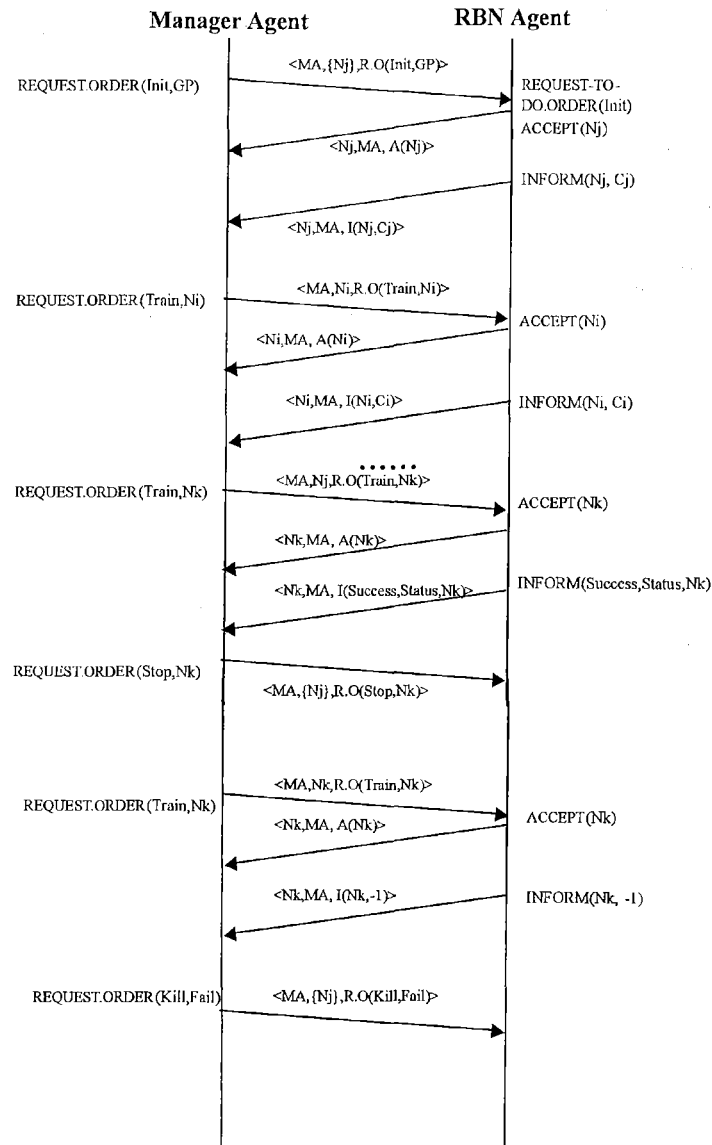 Manager Agent
RBN Agent
<MA,{Nj},R.O(Init,GP)>
REQUEST.ORDER(Init,GP)
REQUEST-TO-
DO.ORDER(Init)
ACCEPT(Nj)
<Nj,MA, A(Nj)>
INFORM(Nj, Cj)
<Nj,MA, I(Nj,Cj)>
<MA,Ni,R.O(Train,Ni)>
REQUEST.ORDER(Train,Ni)
ACCEPT(Ni)
<Ni,MA, A(Ni)>
<Ni,MA, I(Ni,Ci)>
INFORM(Ni, Ci)
......
<MA,Nj,R.O(Train,Nk)>
REQUEST.ORDER(Train,Nk)
ACCEPT(Nk)
<Nk,MA, A(Nk)>
<Nk,MA, I(Success,Status,Nk)>
INFORM(Success,Status,Nk)
REQUEST.ORDER(Stop,Nk)
<MA,{Nj},R.O(Stop,Nk)>
<MA,Nk,R.O(Train,Nk)>
REQUEST.ORDER(Train,Nk)
ACCEPT(Nk)
<Nk,MA, A(Nk)>
<Nk,MA, I(Nk,-1)>
INFORM(Nk, -1)
REQUEST.ORDER(Kill,Fail)
<MA,{Nj},R.O(Kill,Fail)>